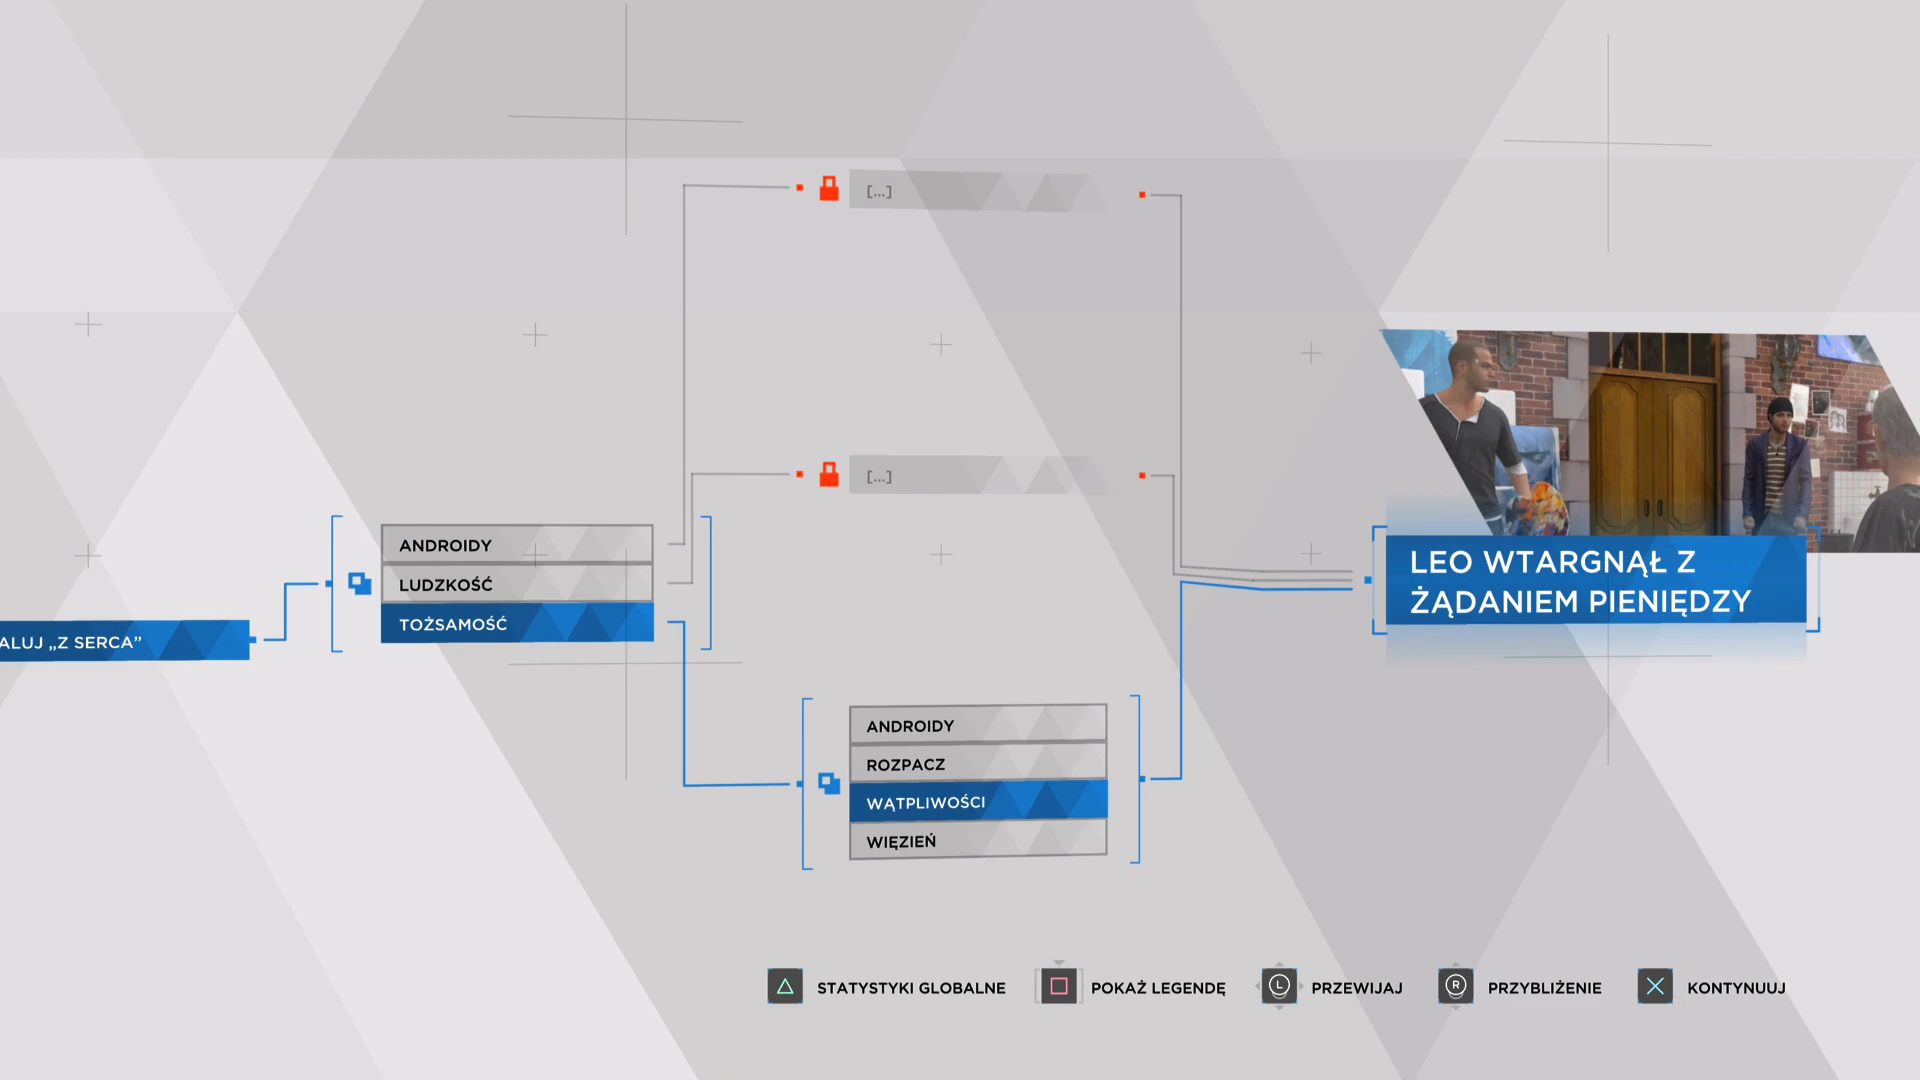 [...]
[...]
ALUJ „Z SERCA”
ANDROIDY
LUDZKOŚĆ
TOŻSAMOŚĆ
ANDROIDY
ROZPACZ
WĄTPLIWOŚCI
WIĘZIEŃ
LEO WTARGNĄŁ Z
ŻĄDANIEM PIENIĘDZY
STATYSTYKI GLOBALNE
POKAŻ LEGENDĘ
L PRZEWIJAJ
R PRZYBLIŻENIE
KONTYNUUJ